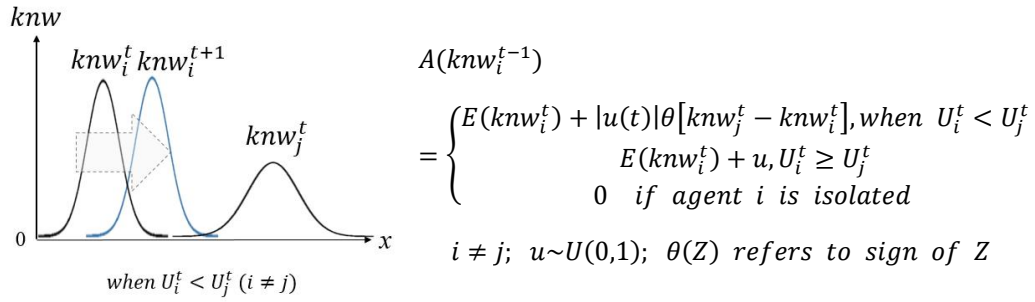 knw
knw_i^t knw_i^{t+1}
knw_j^t
0
x
when U_i^t < U_j^t (i ≠ j)
A(knw_i^{t-1})
= { E(knw_i^t) + |u(t)|θ[knw_j^t − knw_i^t], when U_i^t < U_j^t
E(knw_i^t) + u, U_i^t ≥ U_j^t
0 if agent i is isolated
i ≠ j; u~U(0,1); θ(Z) refers to sign of Z